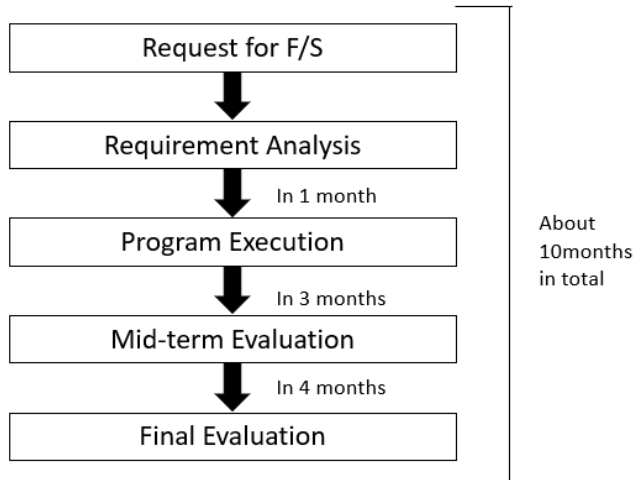 Request for F/S
Requirement Analysis
In 1 month
Program Execution
In 3 months
Mid-term Evaluation
In 4 months
Final Evaluation
About
10months
in total